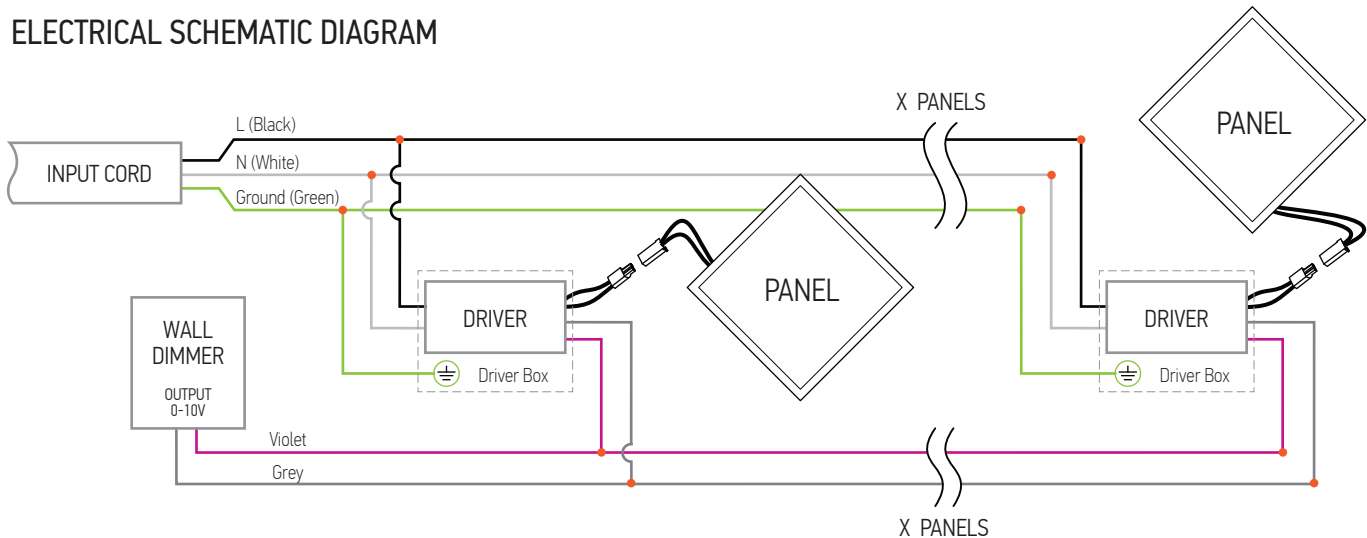 ELECTRICAL SCHEMATIC DIAGRAM
X PANELS
L (Black)
N (White)
Ground (Green)
INPUT CORD
PANEL
PANEL
DRIVER
Driver Box
DRIVER
Driver Box
WALL
DIMMER
OUTPUT
0-10V
Violet
Grey
X PANELS